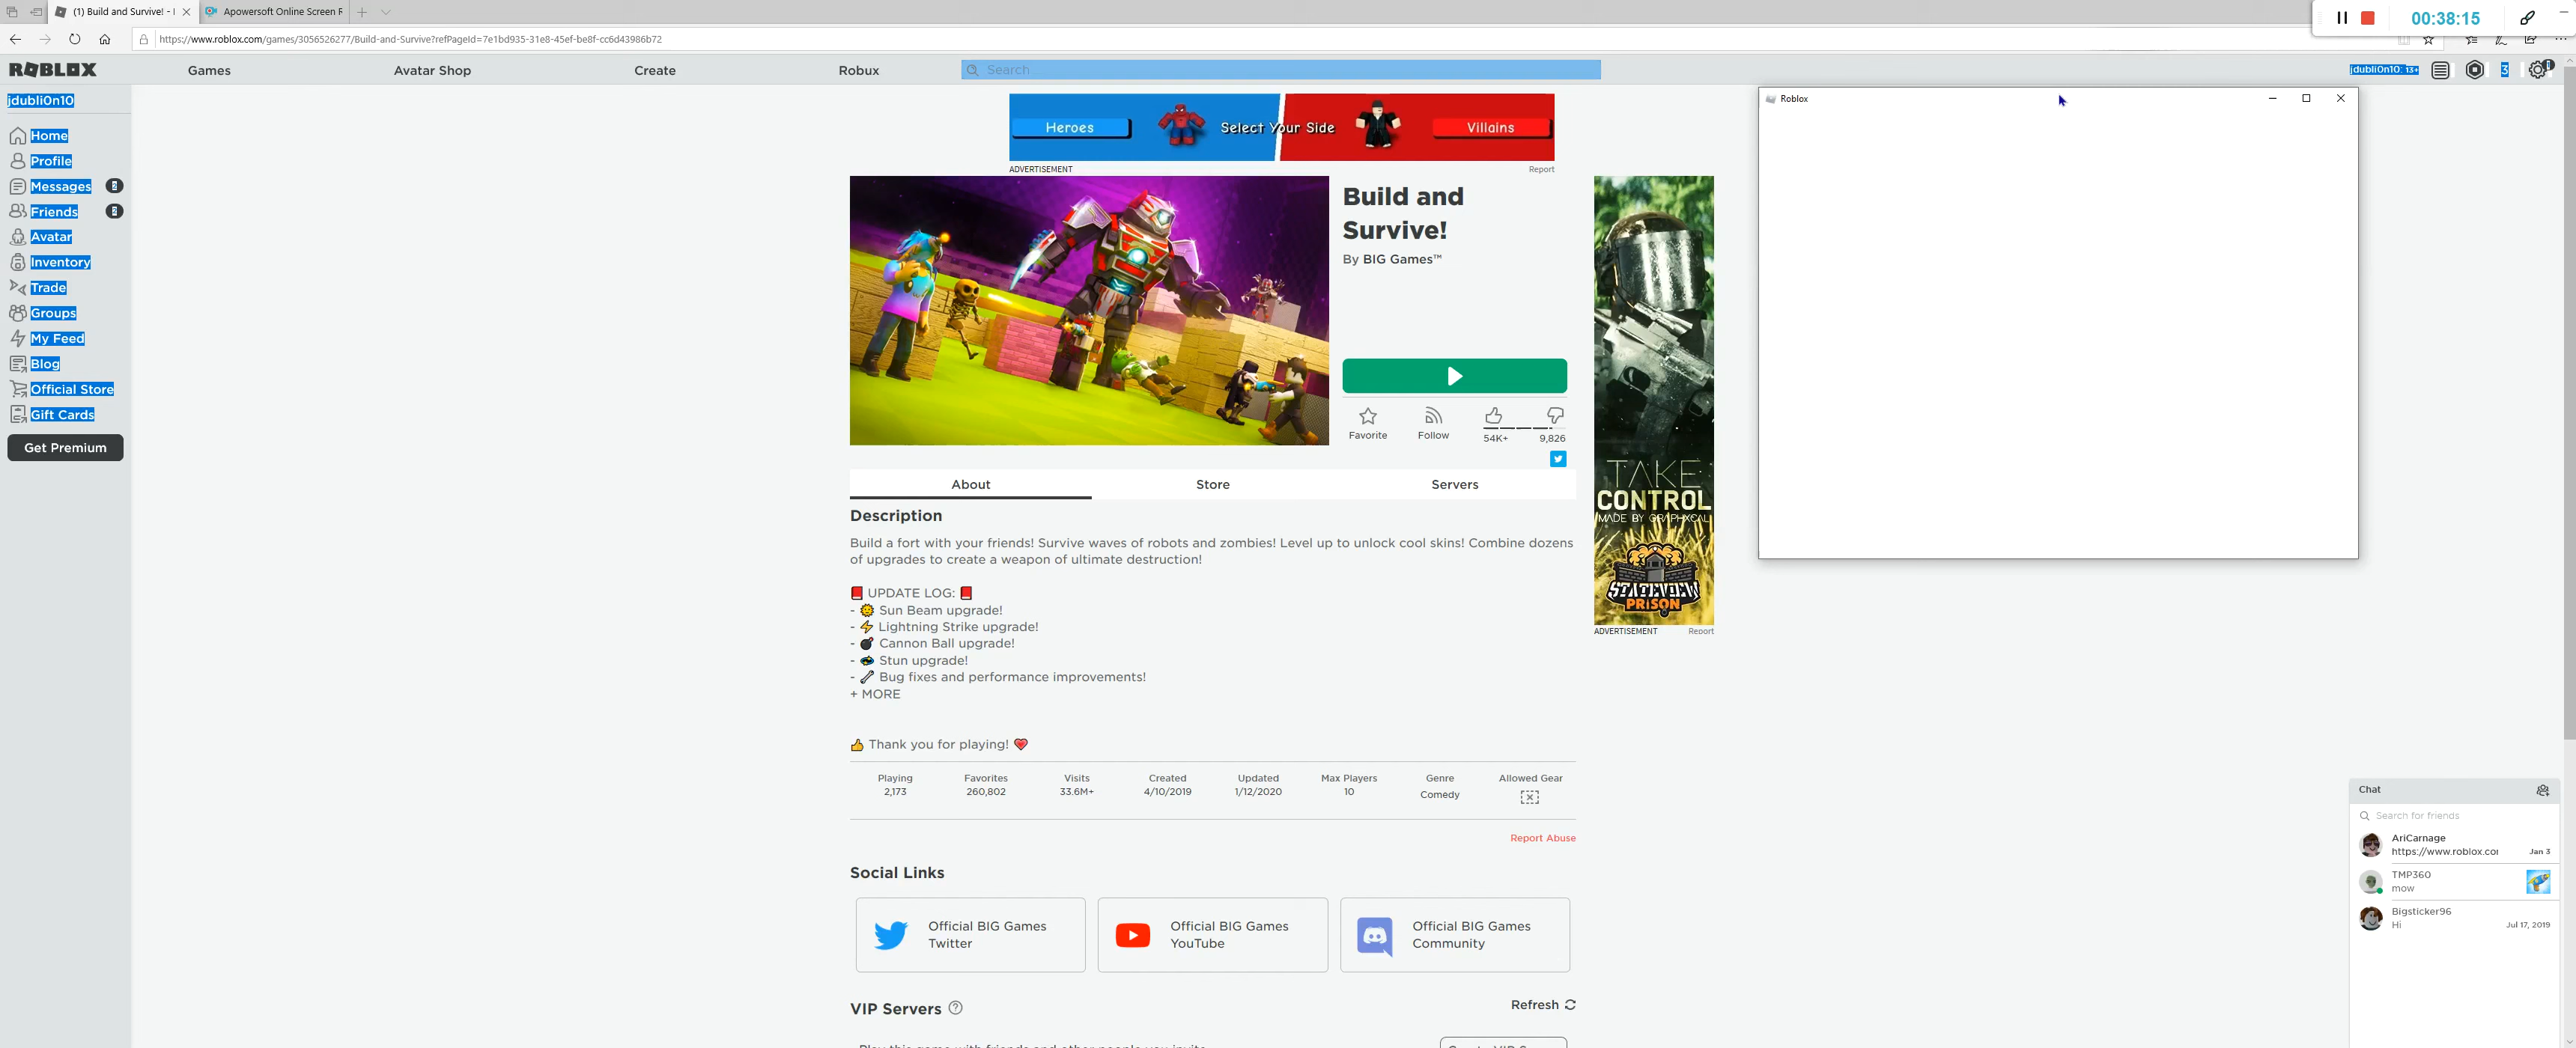 (1) Build and Survive! -
Apowersoft Online Screen R
00:38:15
https://www.roblox.com/games/3056526277/Build-and-Survive?refPageId=7e1bd935-31e8-45ef-be8f-cc6d43986b72
ROBLOX
Games
Avatar Shop
Create
Robux
Search
jdubli0n10: 13+
3
jdubli0n10
Home
Profile
Messages 2
Friends 2
Avatar
Inventory
Trade
Groups
My Feed
Blog
Official Store
Gift Cards
Get Premium
Heroes
Select Your Side
Villains
ADVERTISEMENT
Report
Roblox
Build and
Survive!
By BIG Games™
Favorite
Follow
54K+
9,826
TAKE
CONTROL
MADE BY GRAPHXCAL
STATEVIEW
PRISON
ADVERTISEMENT
Report
About
Store
Servers
Description
Build a fort with your friends! Survive waves of robots and zombies! Level up to unlock cool skins! Combine dozens
of upgrades to create a weapon of ultimate destruction!
📕 UPDATE LOG: 📕
- 🌞 Sun Beam upgrade!
- ⚡ Lightning Strike upgrade!
- 💣 Cannon Ball upgrade!
- 💫 Stun upgrade!
- 🔧 Bug fixes and performance improvements!
+ MORE
👍 Thank you for playing! ❤️
Playing
Favorites
Visits
Created
Updated
Max Players
Genre
Allowed Gear
2,173
260,802
33.6M+
4/10/2019
1/12/2020
10
Comedy
Report Abuse
Social Links
Official BIG Games
Twitter
Official BIG Games
YouTube
Official BIG Games
Community
VIP Servers
Refresh
Chat
Search for friends
AriCarnage
https://www.roblox.co
Jan 3
TMP360
mow
Bigsticker96
Hi
Jul 17, 2019